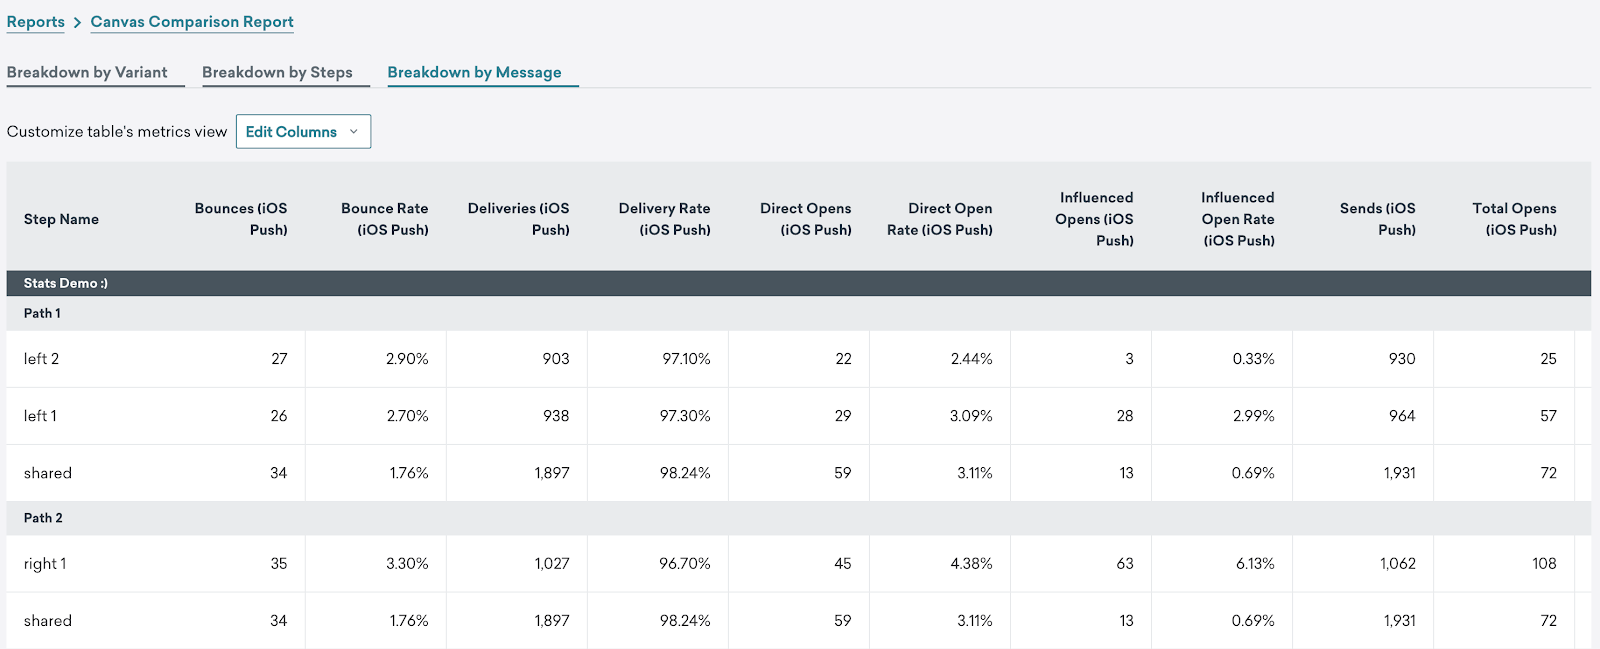 Reports > Canvas Comparison Report
Breakdown by Variant Breakdown by Steps Breakdown by Message
Customize table's metrics view Edit Columns
Step Name Bounces (iOS Push) Bounce Rate (iOS Push) Deliveries (iOS Push) Delivery Rate (iOS Push) Direct Opens (iOS Push) Direct Open Rate (iOS Push) Influenced Opens (iOS Push) Influenced Open Rate (iOS Push) Sends (iOS Push) Total Opens (iOS Push)
Stats Demo :)
Path 1
left 2 27 2.90% 903 97.10% 22 2.44% 3 0.33% 930 25
left 1 26 2.70% 938 97.30% 29 3.09% 28 2.99% 964 57
shared 34 1.76% 1,897 98.24% 59 3.11% 13 0.69% 1,931 72
Path 2
right 1 35 3.30% 1,027 96.70% 45 4.38% 63 6.13% 1,062 108
shared 34 1.76% 1,897 98.24% 59 3.11% 13 0.69% 1,931 72